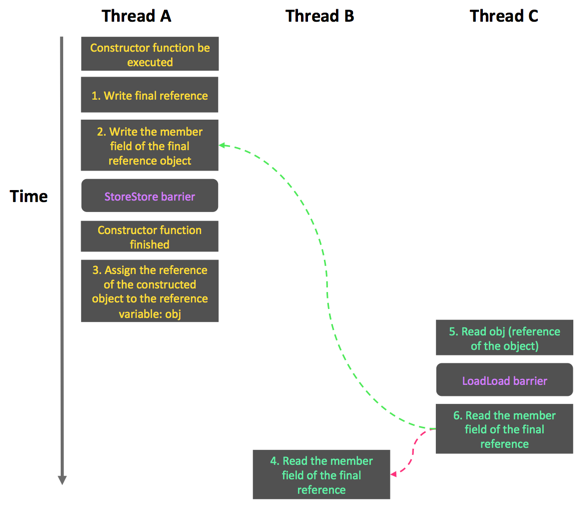 Thread A
Thread B
Thread C
Time
Constructor function be
executed
1. Write final reference
2. Write the member
field of the final
reference object
StoreStore barrier
Constructor function
finished
3. Assign the reference
of the constructed
object to the reference
variable: obj
5. Read obj (reference
of the object)
LoadLoad barrier
6. Read the member
field of the final
reference
4. Read the member
field of the final
reference